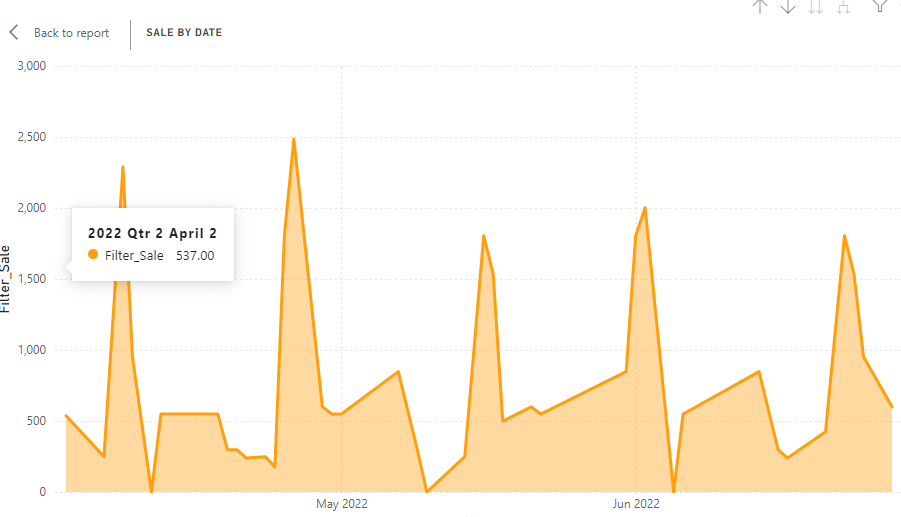 Back to report
SALE BY DATE
3,000
2,500
2,000
1,500
1,000
500
0
Filter_Sale
2022 Qtr 2 April 2
Filter_Sale 537.00
May 2022
Jun 2022